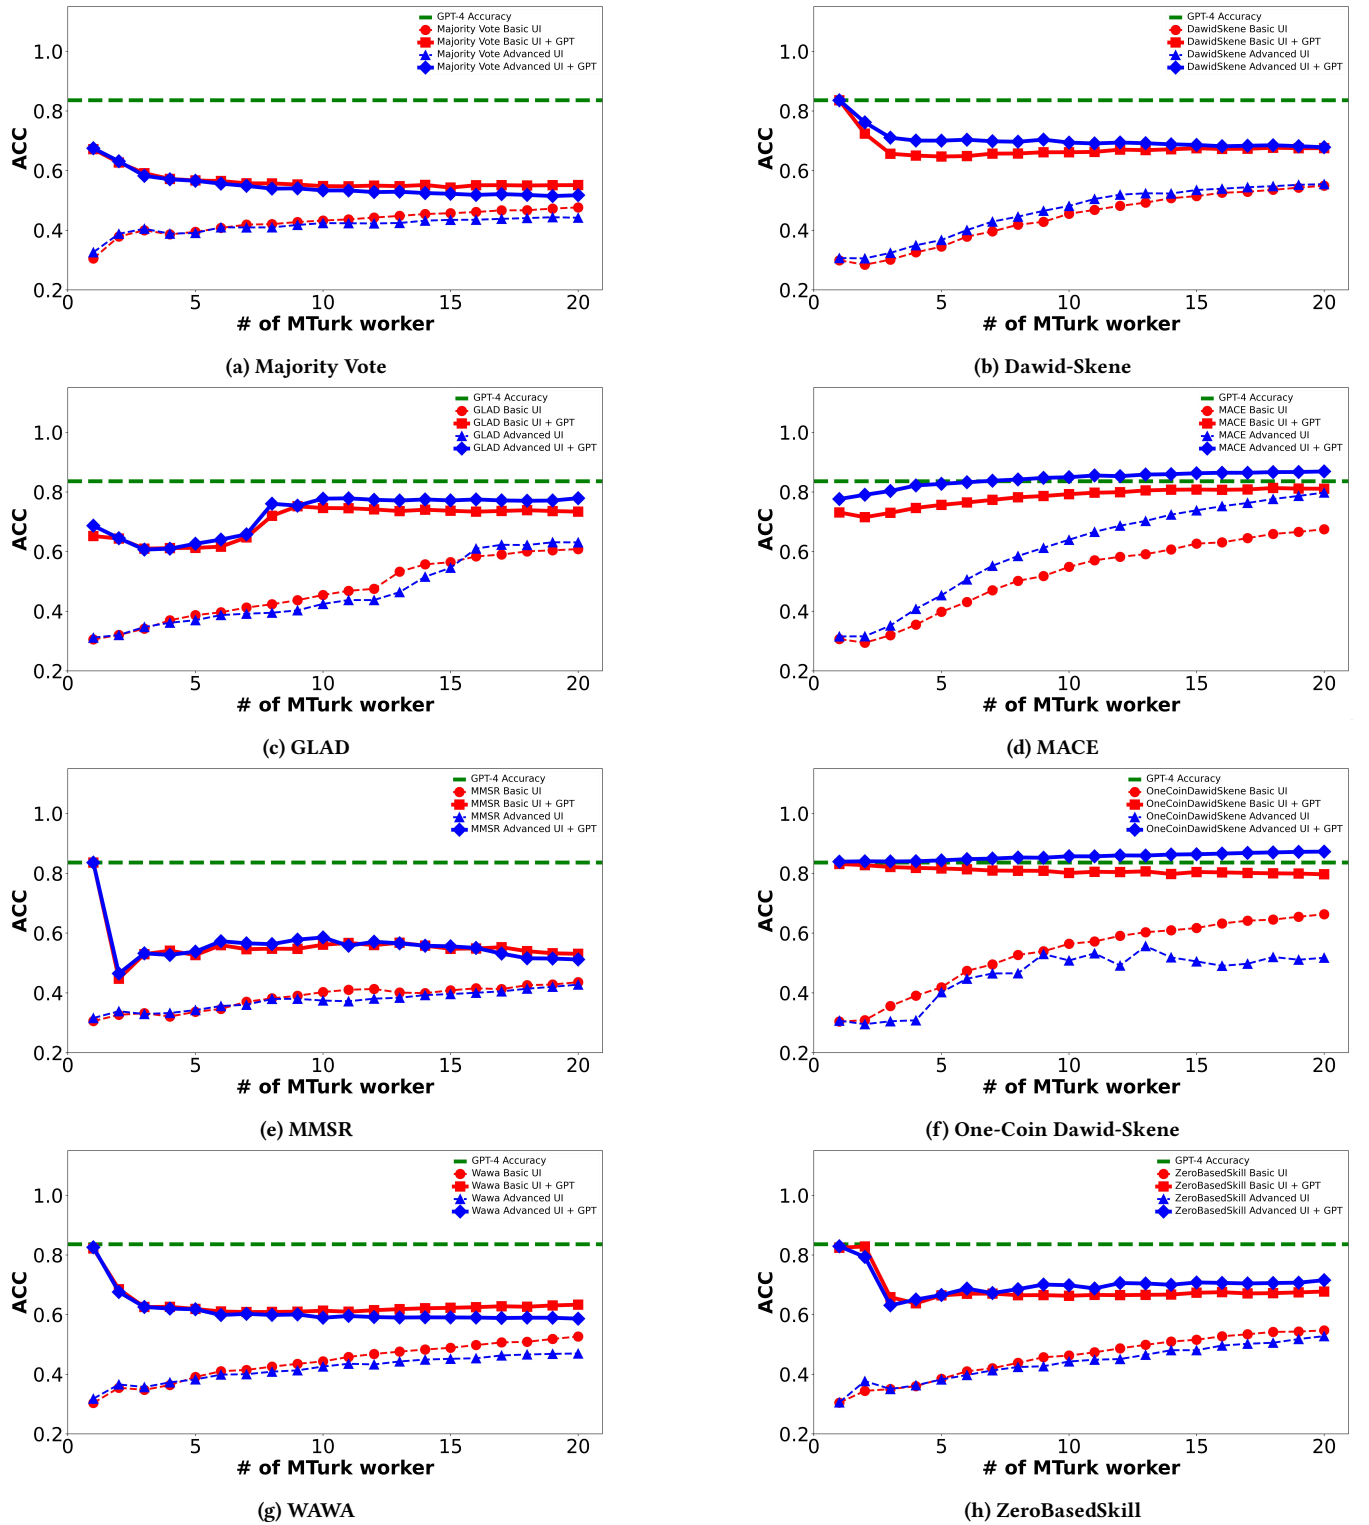 GPT-4 Accuracy
Majority Vote Basic UI
Majority Vote Basic UI + GPT
Majority Vote Advanced UI
Majority Vote Advanced UI + GPT
ACC
1.0
0.8
0.6
0.4
0.2
0 5 10 15 20
# of MTurk worker
(a) Majority Vote
GPT-4 Accuracy
DawidSkene Basic UI
DawidSkene Basic UI + GPT
DawidSkene Advanced UI
DawidSkene Advanced UI + GPT
ACC
1.0
0.8
0.6
0.4
0.2
0 5 10 15 20
# of MTurk worker
(b) Dawid-Skene
GPT-4 Accuracy
GLAD Basic UI
GLAD Basic UI + GPT
GLAD Advanced UI
GLAD Advanced UI + GPT
ACC
1.0
0.8
0.6
0.4
0.2
0 5 10 15 20
# of MTurk worker
(c) GLAD
GPT-4 Accuracy
MACE Basic UI
MACE Basic UI + GPT
MACE Advanced UI
MACE Advanced UI + GPT
ACC
1.0
0.8
0.6
0.4
0.2
0 5 10 15 20
# of MTurk worker
(d) MACE
GPT-4 Accuracy
MMSR Basic UI
MMSR Basic UI + GPT
MMSR Advanced UI
MMSR Advanced UI + GPT
ACC
1.0
0.8
0.6
0.4
0.2
0 5 10 15 20
# of MTurk worker
(e) MMSR
GPT-4 Accuracy
OneCoinDawidSkene Basic UI
OneCoinDawidSkene Basic UI + GPT
OneCoinDawidSkene Advanced UI
OneCoinDawidSkene Advanced UI + GPT
ACC
1.0
0.8
0.6
0.4
0.2
0 5 10 15 20
# of MTurk worker
(f) One-Coin Dawid-Skene
GPT-4 Accuracy
Wawa Basic UI
Wawa Basic UI + GPT
Wawa Advanced UI
Wawa Advanced UI + GPT
ACC
1.0
0.8
0.6
0.4
0.2
0 5 10 15 20
# of MTurk worker
(g) WAWA
GPT-4 Accuracy
ZeroBasedSkill Basic UI
ZeroBasedSkill Basic UI + GPT
ZeroBasedSkill Advanced UI
ZeroBasedSkill Advanced UI + GPT
ACC
1.0
0.8
0.6
0.4
0.2
0 5 10 15 20
# of MTurk worker
(h) ZeroBasedSkill